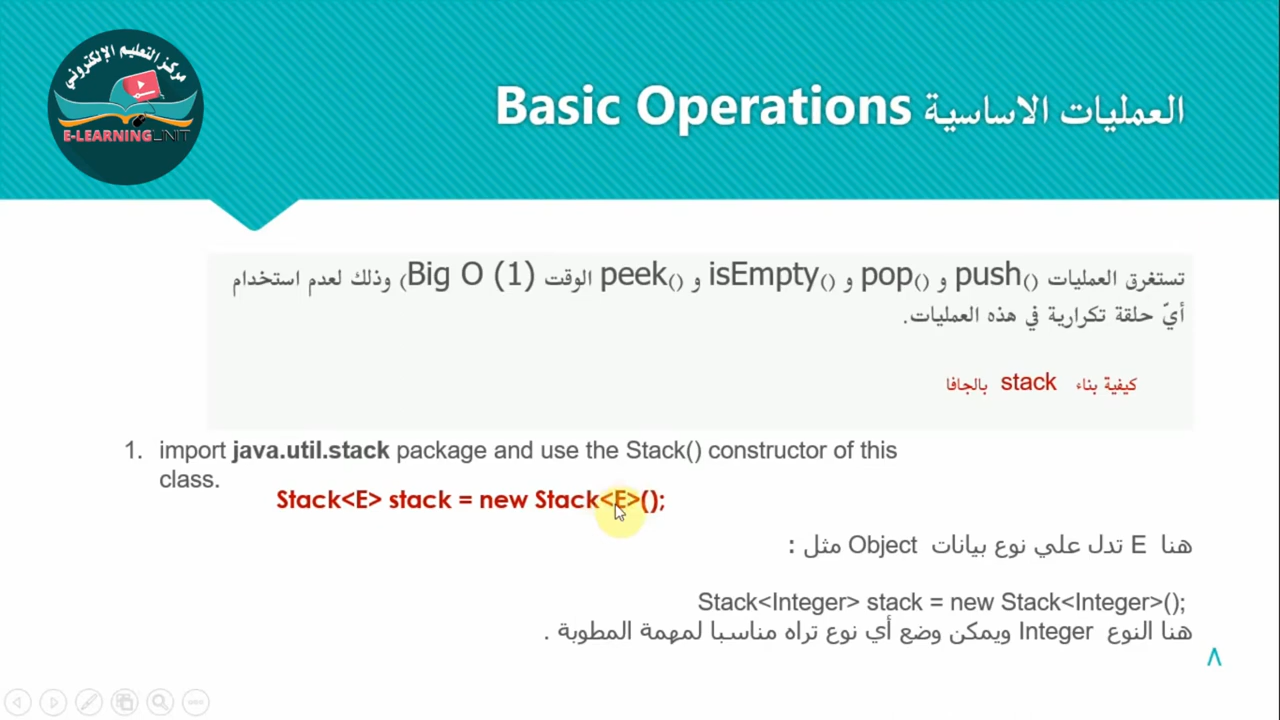 مركز التعليم الإلكتروني
E-LEARNING UNIT
العمليات الاساسية Basic Operations
تستغرق العمليات push() و pop() و isEmpty() و peek() الوقت (Big O (1 وذلك لعدم استخدام
أيّ حلقة تكرارية في هذه العمليات.
كيفية بناء stack بالجافا
1. import java.util.stack package and use the Stack() constructor of this
class.
Stack<E> stack = new Stack<E>();
هنا E تدل علي نوع بيانات Object مثل :
Stack<Integer> stack = new Stack<Integer>();
هنا النوع Integer ويمكن وضع أي نوع تراه مناسبا لمهمة المطوبة .
٨